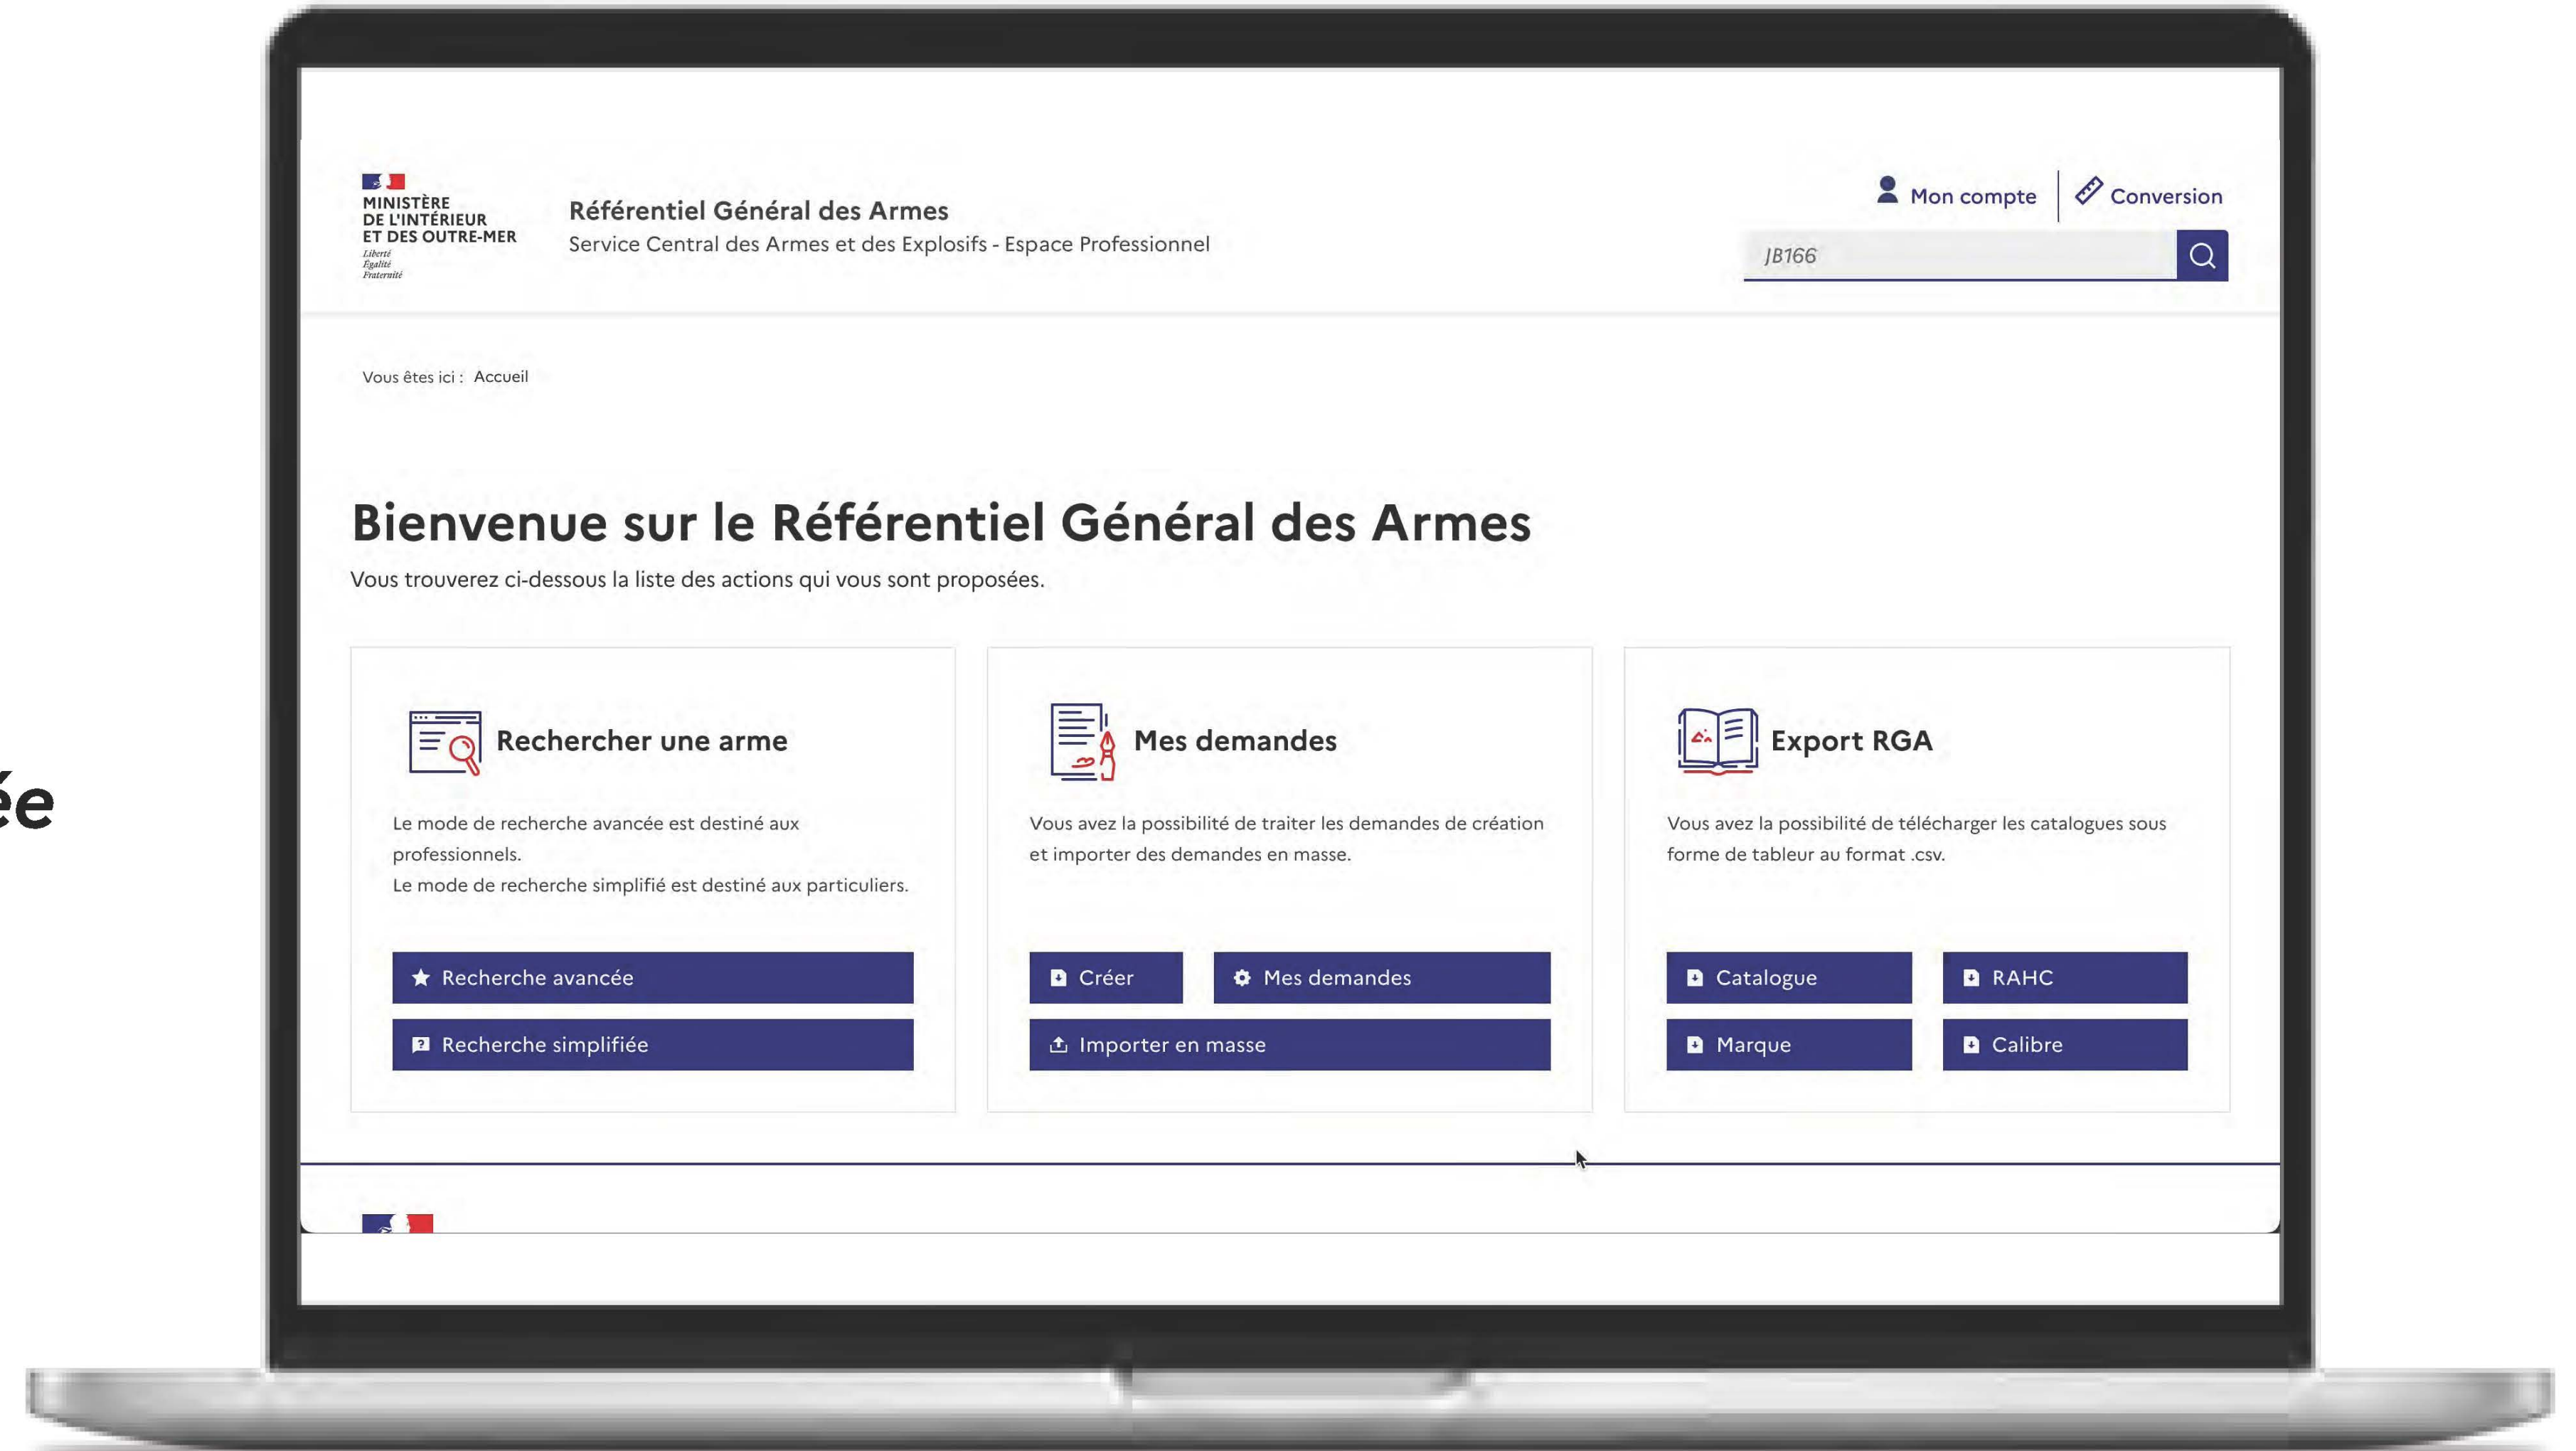 MINISTÈRE
DE L'INTÉRIEUR
ET DES OUTRE-MER
Liberté
Égalité
Fraternité
Référentiel Général des Armes
Service Central des Armes et des Explosifs - Espace Professionnel
Mon compte
Conversion
JB166
Vous êtes ici : Accueil
Bienvenue sur le Référentiel Général des Armes
Vous trouverez ci-dessous la liste des actions qui vous sont proposées.
Rechercher une arme
Le mode de recherche avancée est destiné aux
professionnels.
Le mode de recherche simplifié est destiné aux particuliers.
Recherche avancée
Recherche simplifiée
Mes demandes
Vous avez la possibilité de traiter les demandes de création
et importer des demandes en masse.
Créer
Mes demandes
Importer en masse
Export RGA
Vous avez la possibilité de télécharger les catalogues sous
forme de tableur au format .csv.
Catalogue
RAHC
Marque
Calibre
ée